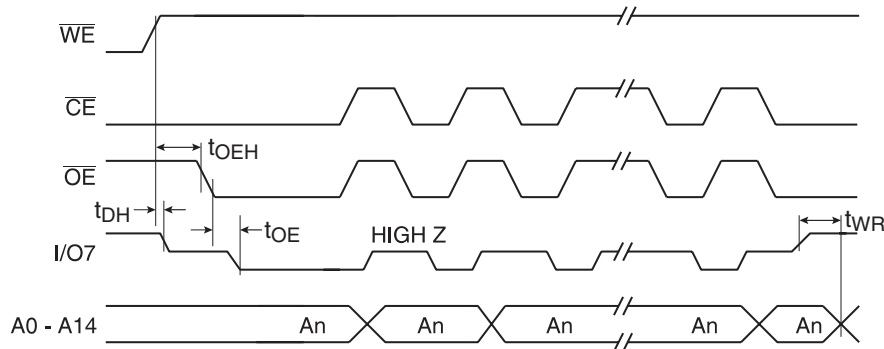 WE
CE
tOEH
OE
tDH
tOE
HIGH Z
tWR
I/O7
A0 - A14 An An An An An